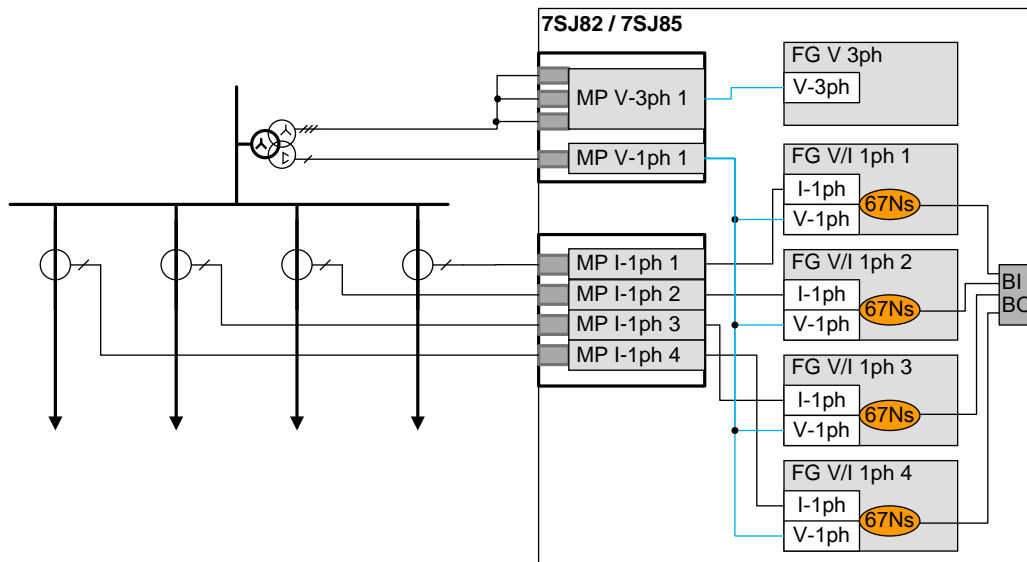 7SJ82 / 7SJ85
MP V-3ph 1
MP V-1ph 1
MP I-1ph 1
MP I-1ph 2
MP I-1ph 3
MP I-1ph 4
FG V 3ph
V-3ph
FG V/I 1ph 1
I-1ph
67Ns
V-1ph
FG V/I 1ph 2
I-1ph
67Ns
V-1ph
FG V/I 1ph 3
I-1ph
67Ns
V-1ph
FG V/I 1ph 4
I-1ph
67Ns
V-1ph
BI
BO